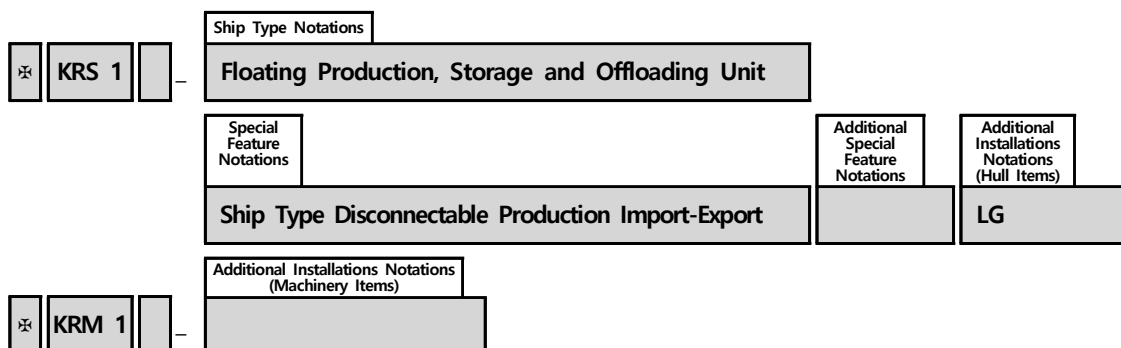 Ship Type Notations
✠ KRS 1 _ Floating Production, Storage and Offloading Unit
Special
Feature
Notations
Additional
Special
Feature
Notations
Additional
Installations
Notations
(Hull Items)
Ship Type Disconnectable Production Import-Export
LG
Additional Installations Notations
(Machinery Items)
✠ KRM 1 _